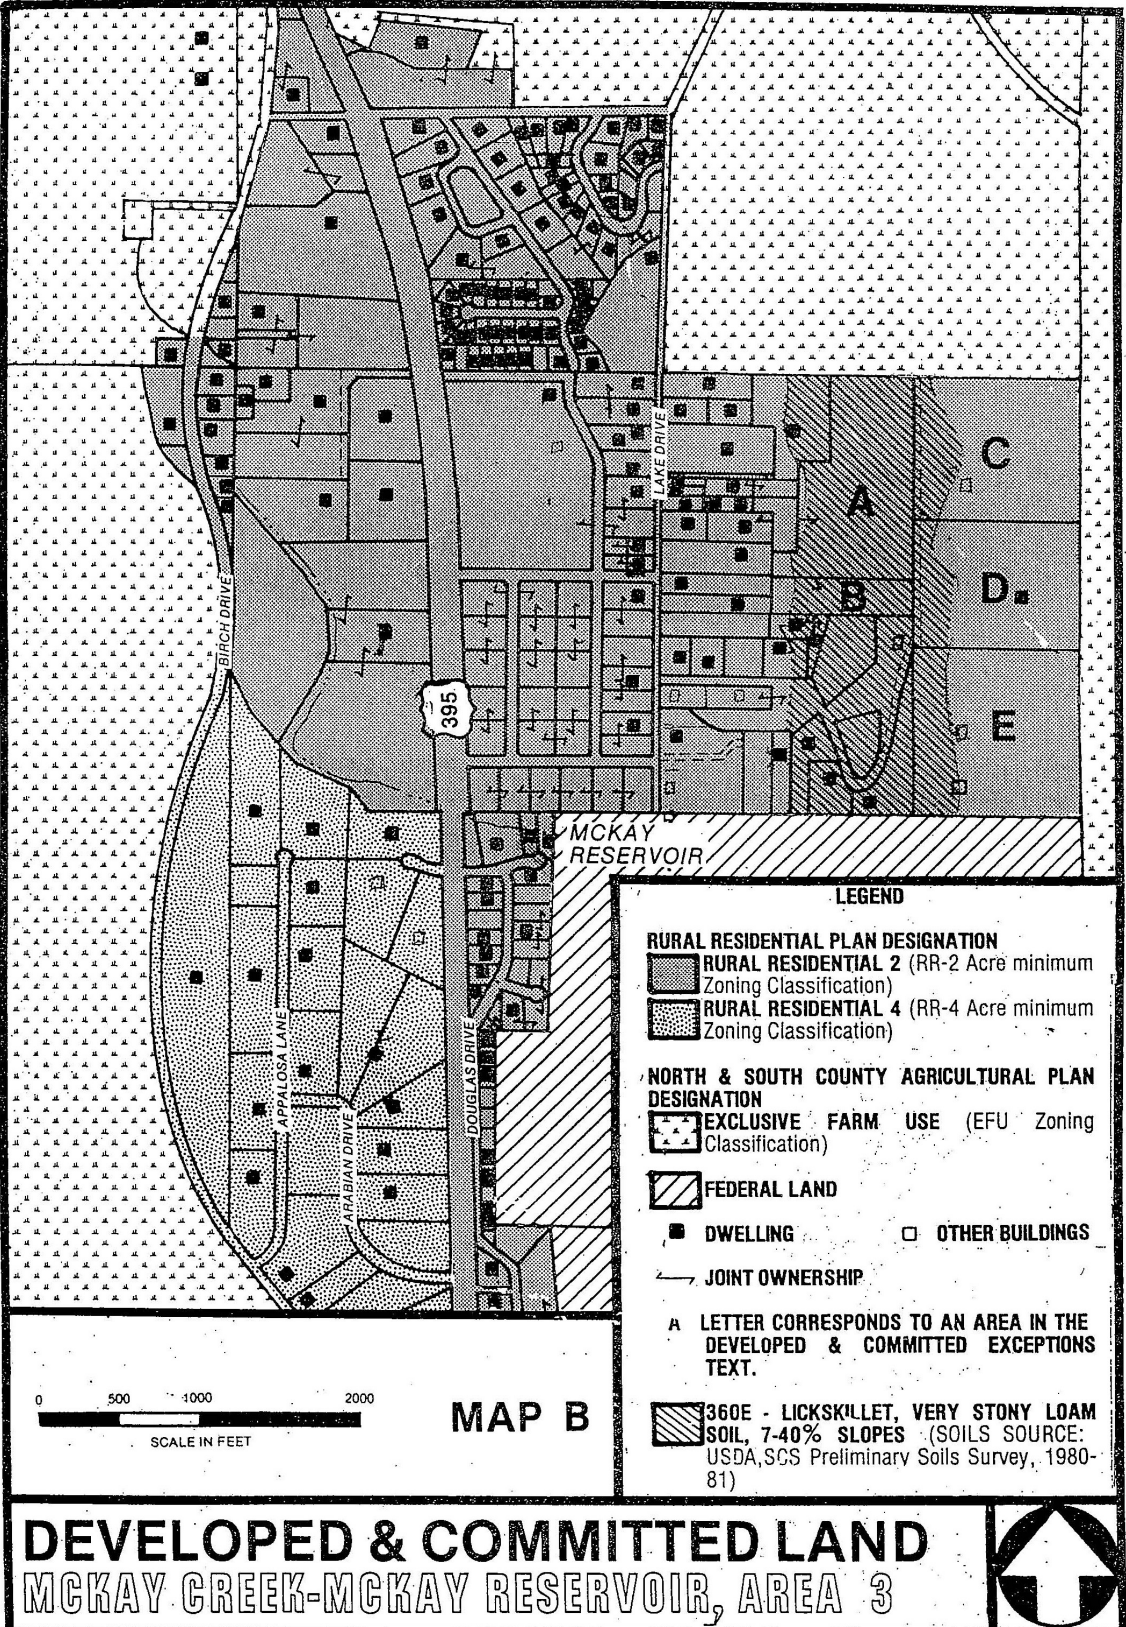 C
A
LAKE DRIVE
B
D
BIRCH DRIVE
395
E
MCKAY
RESERVOIR
APPALOSA LANE
ARABIAN DRIVE
DOUGLAS DRIVE
LEGEND
RURAL RESIDENTIAL PLAN DESIGNATION
RURAL RESIDENTIAL 2 (RR-2 Acre minimum
Zoning Classification)
RURAL RESIDENTIAL 4 (RR-4 Acre minimum
Zoning Classification)
NORTH & SOUTH COUNTY AGRICULTURAL PLAN
DESIGNATION
EXCLUSIVE FARM USE (EFU Zoning
Classification)
FEDERAL LAND
DWELLING
OTHER BUILDINGS
JOINT OWNERSHIP
A LETTER CORRESPONDS TO AN AREA IN THE
DEVELOPED & COMMITTED EXCEPTIONS
TEXT.
360E - LICKSKILLET, VERY STONY LOAM
SOIL, 7-40% SLOPES (SOILS SOURCE:
USDA,SCS Preliminary Soils Survey, 1980-
81)
0 500 1000 2000
SCALE IN FEET
MAP B
DEVELOPED & COMMITTED LAND
MCKAY CREEK-MCKAY RESERVOIR, AREA 3